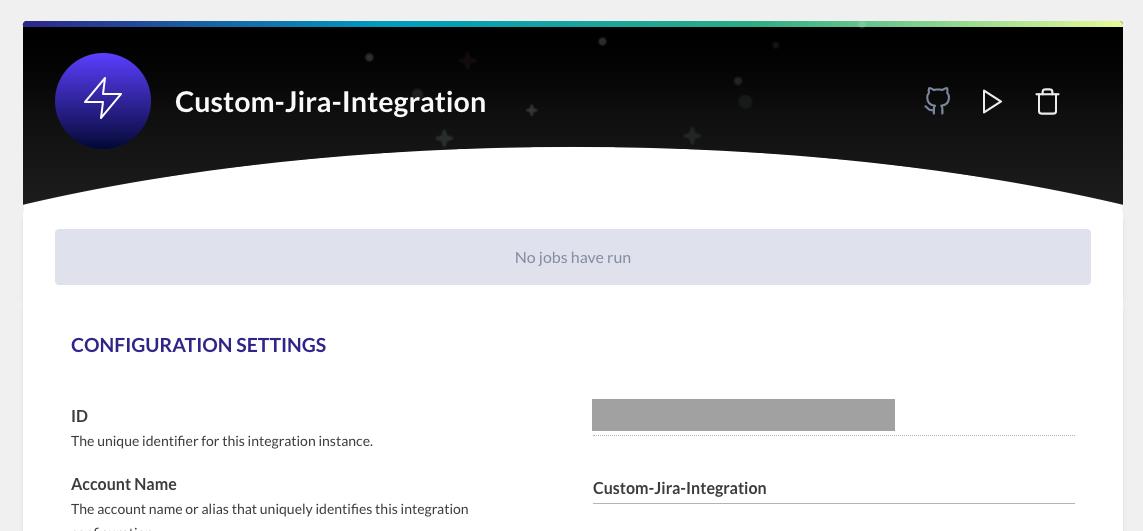 Custom-Jira-Integration
No jobs have run
CONFIGURATION SETTINGS
ID
The unique identifier for this integration instance.
Account Name
Custom-Jira-Integration
The account name or alias that uniquely identifies this integration